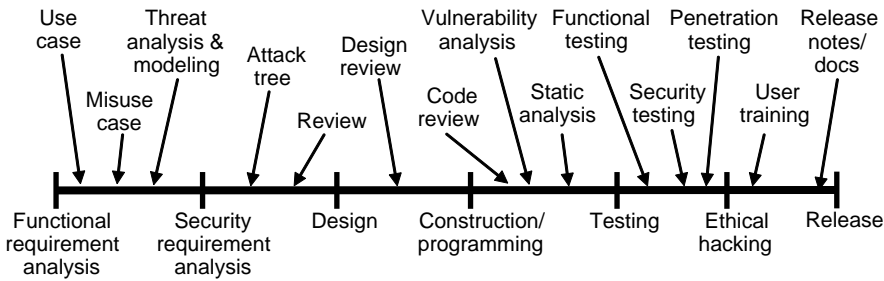 Use
case
Threat
analysis &
modeling
Misuse
case
Attack
tree
Review
Design
review
Vulnerability
analysis
Code
review
Functional
testing
Static
analysis
Penetration
testing
Security
testing
User
training
Release
notes/
docs
Functional
requirement
analysis
Security
requirement
analysis
Design
Construction/
programming
Testing
Ethical
hacking
Release